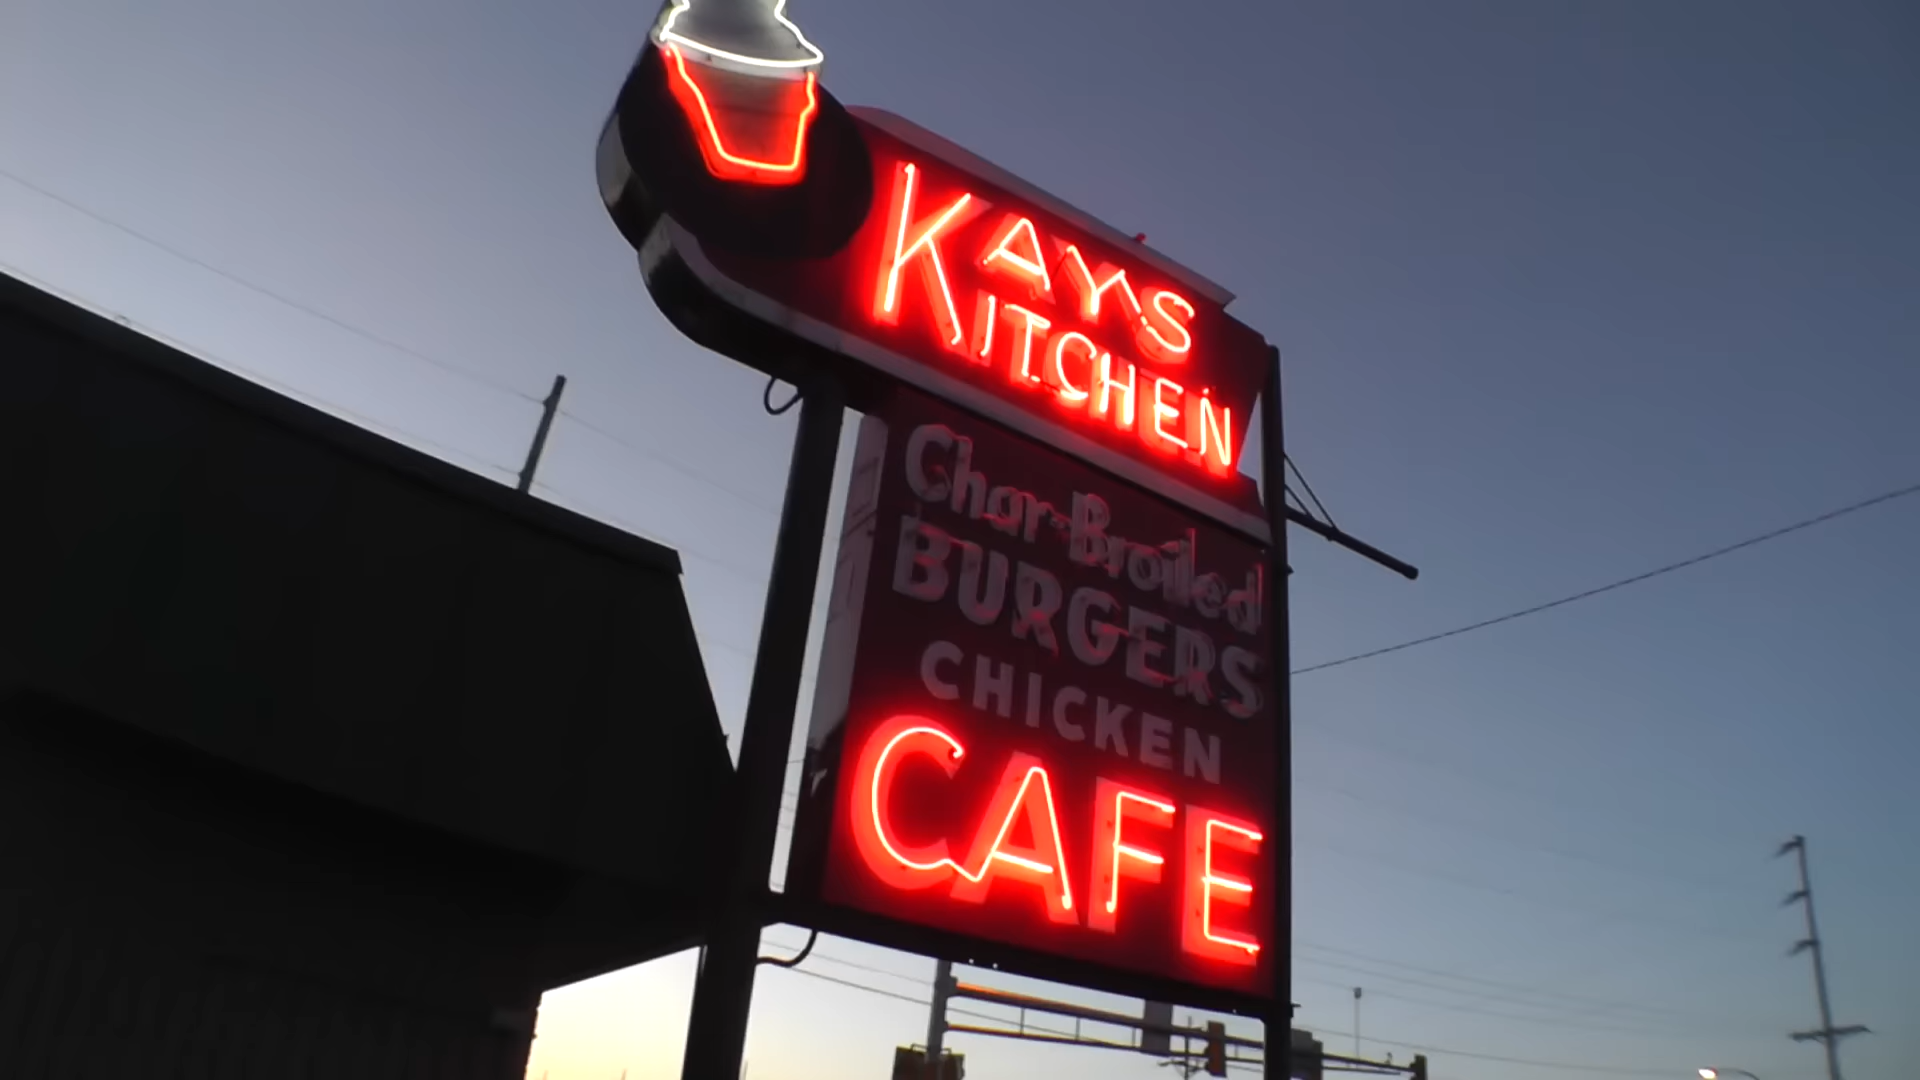 KAYS
KITCHEN
Char-Broiled
BURGERS
CHICKEN
CAFE